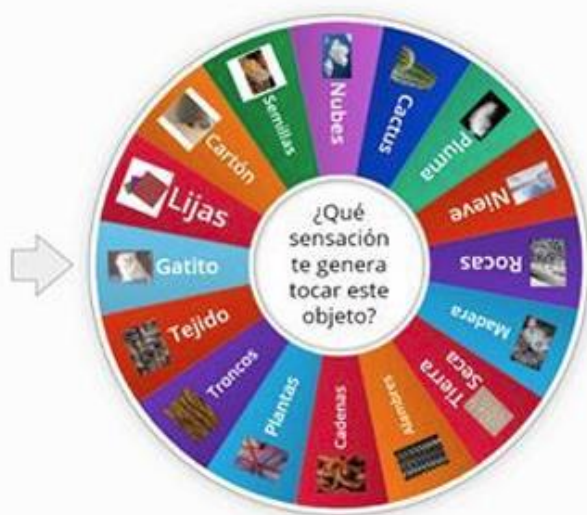 ¿Qué
sensación
te genera
tocar este
objeto?
Nubes
Cactus
Pluma
Nieve
Rocas
Madera
Tierra
Seca
Alambres
Cadenas
Plantas
Troncos
Tejido
Gatito
Lijas
Cartón
Semillas